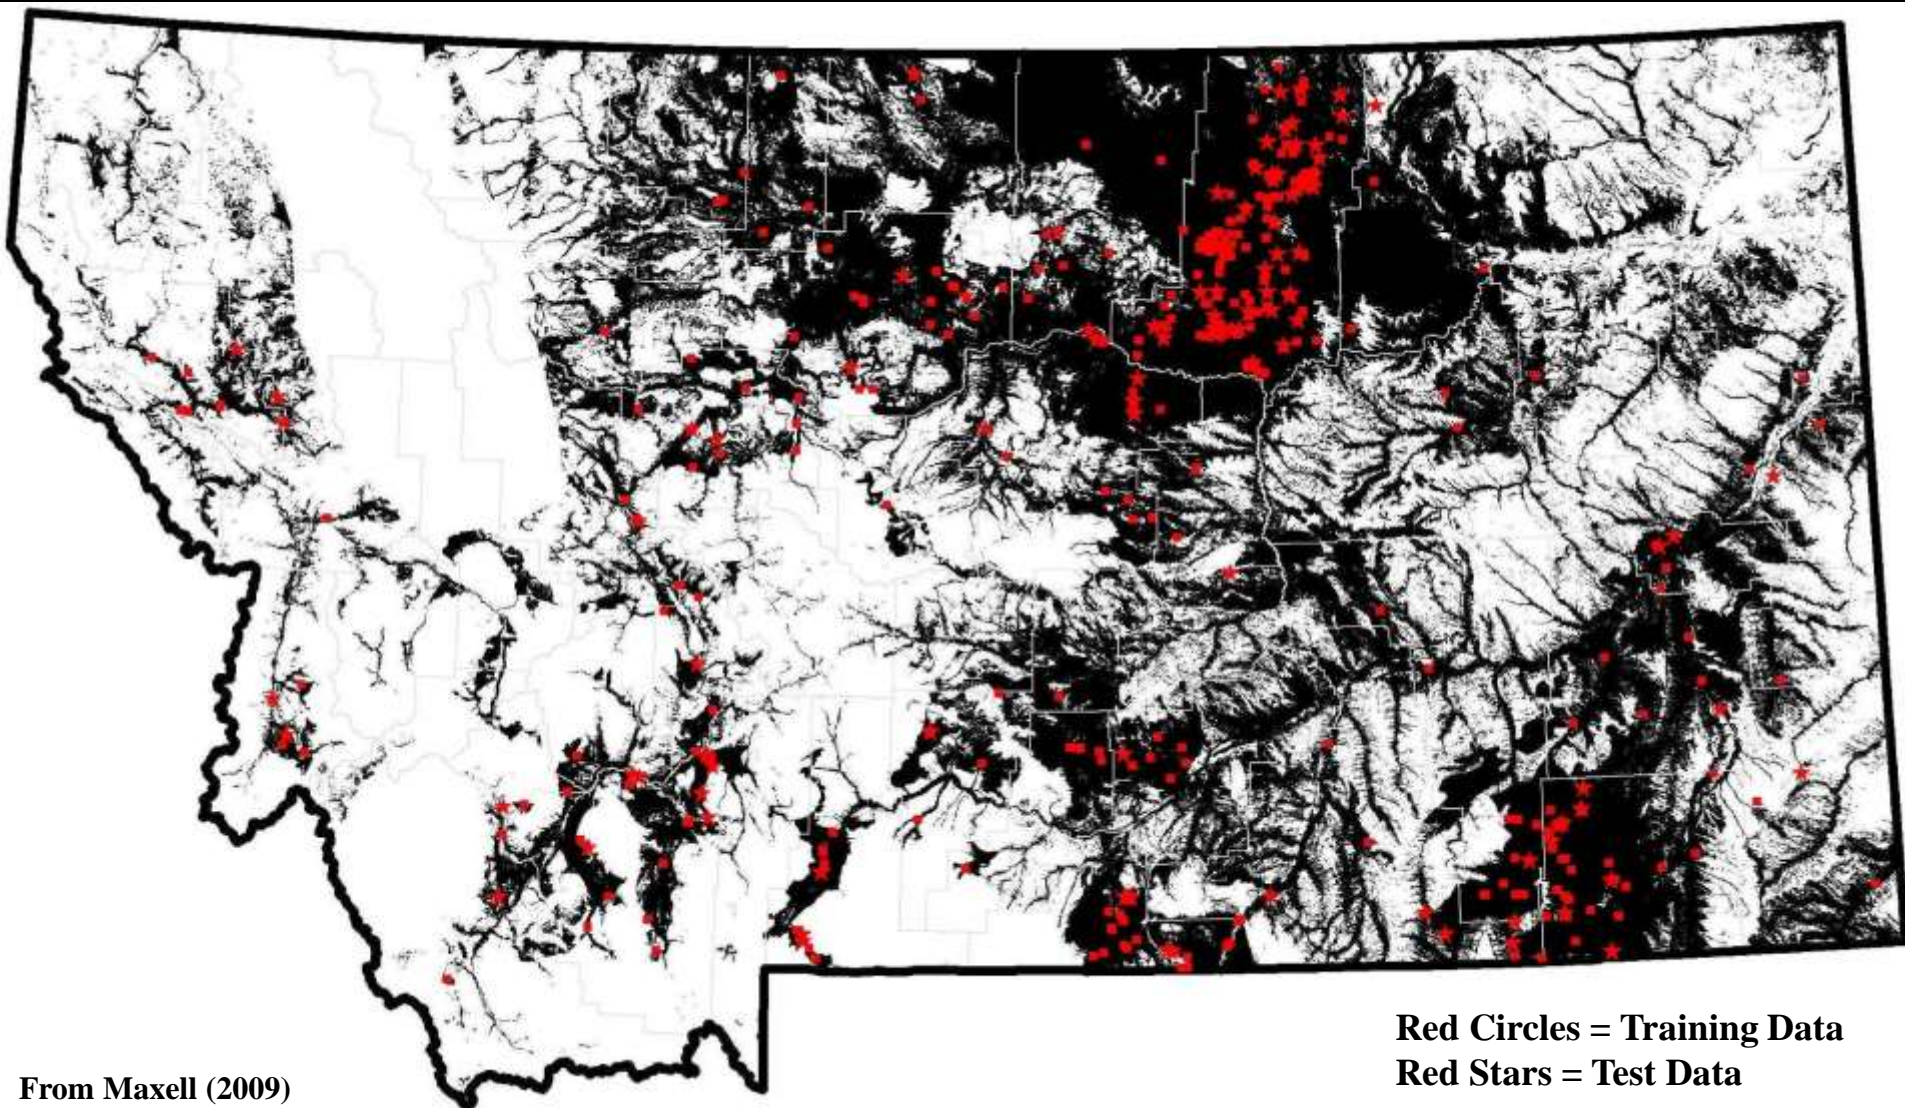 Red Circles = Training Data
Red Stars = Test Data
From Maxell (2009)